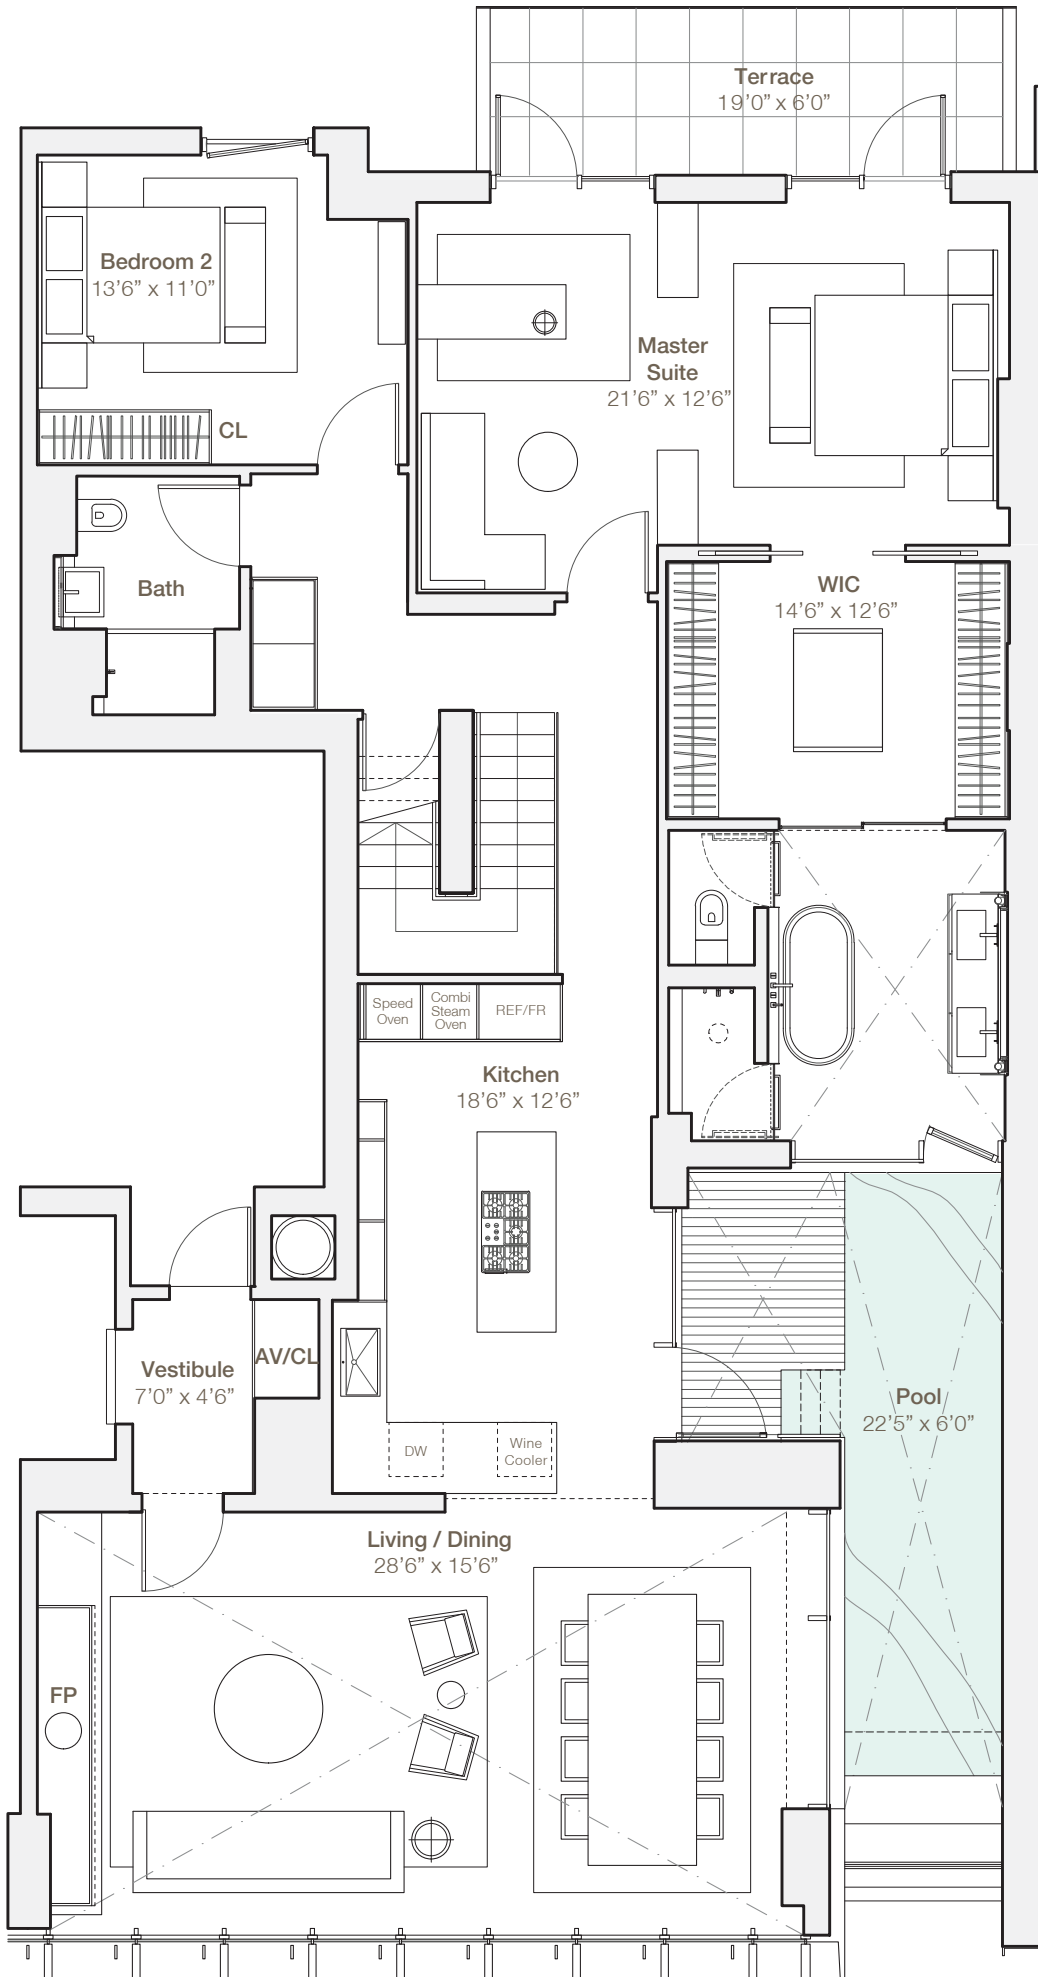 Terrace
19’0” x 6’0”
Bedroom 2
13’6” x 11’0”
Master
Suite
21’6” x 12’6”
CL
Bath
WIC
14’6” x 12’6”
Speed
Oven
Combi
Steam
Oven
REF/FR
Kitchen
18’6” x 12’6”
Vestibule
7’0” x 4’6”
AV/CL
Pool
22’5” x 6’0”
DW
Wine
Cooler
Living / Dining
28’6” x 15’6”
FP